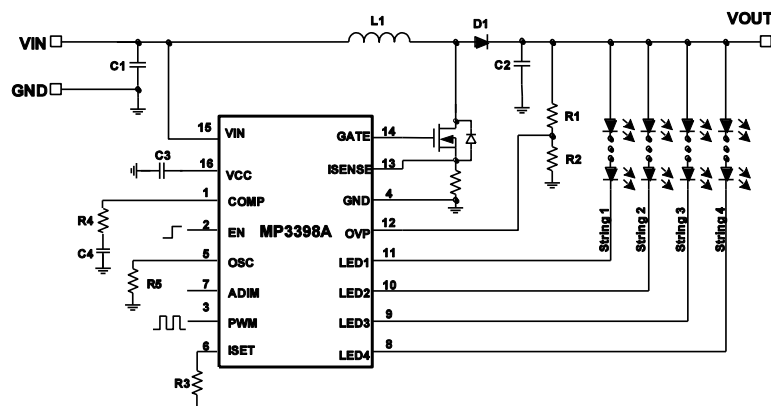 L1
D1
VOUT
VIN
C1
C2
GND
R1
R2
15
VIN
GATE
14
C3
16
VCC
ISENSE
13
1
COMP
GND
4
R4
2
EN
MP3398A
OVP
12
C4
5
OSC
LED1
11
R5
7
ADIM
LED2
10
3
PWM
LED3
9
6
ISET
LED4
8
R3
String 1
String 2
String 3
String 4